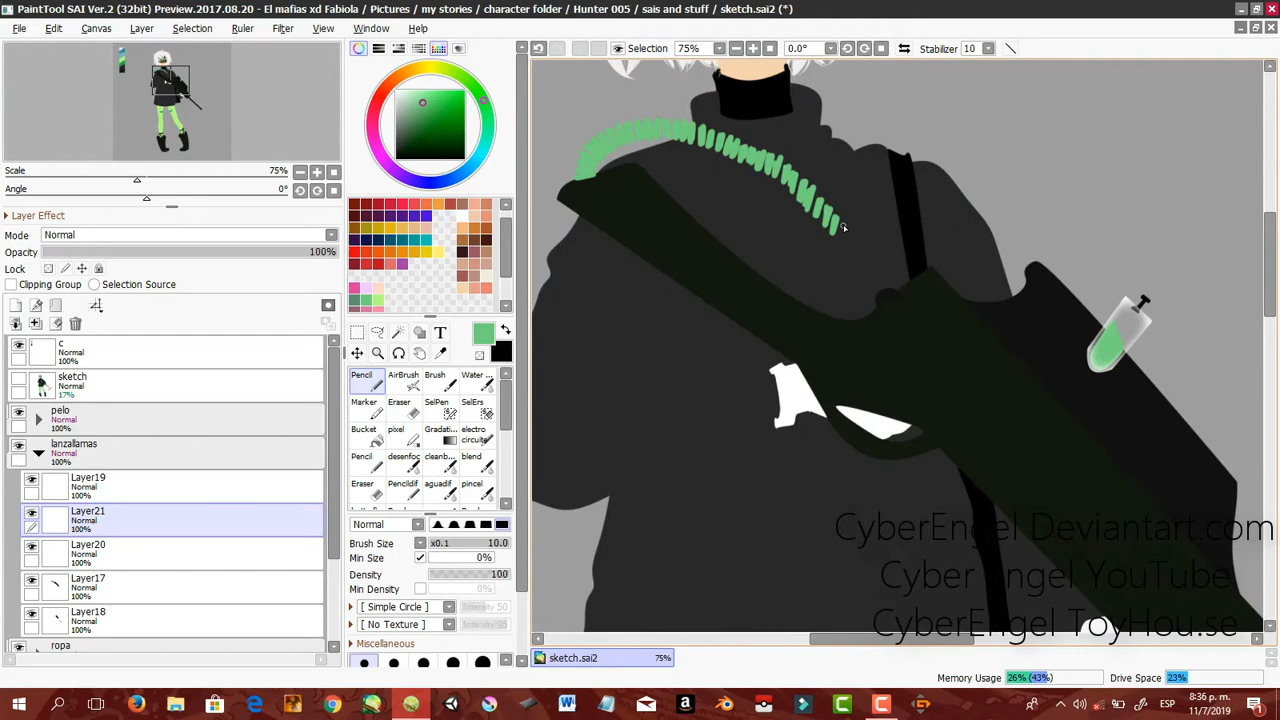 PaintTool SAI Ver.2 (32bit) Preview.2017.08.20 - El mafias xd Fabiola / Pictures / my stories / character folder / Hunter 005 / sais and stuff / sketch.sai2 (*)
File Edit Canvas Layer Selection Ruler Filter View Window Help
Selection 75% 0.0° Stabilizer 10
Scale 75%
Angle 0°
Layer Effect
Mode Normal
Opacity 100%
Lock
Clipping Group Selection Source
c
Normal
100%
sketch
Normal
17%
pelo
Normal
100%
lanzallamas
Normal
100%
Layer19
Normal
100%
Layer21
Normal
100%
Layer20
Normal
100%
Layer17
Normal
100%
Layer18
Normal
100%
ropa
T
Pencil AirBrush Brush Water
Marker Eraser SelPen SelErs
Bucket pixel Gradati electro circuite
Pencil desenfoc cleanb blend
Eraser Pencildif aguadif pincel
Normal
Brush Size x0.1 10.0
Min Size 0%
Density 100
Min Density 0%
[ Simple Circle ] Intensity 50
[ No Texture ] Intensity 95
Miscellaneous
CyberEngel DeviantArt.com
Cyber Engel YouTube
CyberEngel ToyHou.se
sketch.sai2 75%
Memory Usage 26% (43%) Drive Space 23%
ESP
8:36 p. m.
11/7/2019